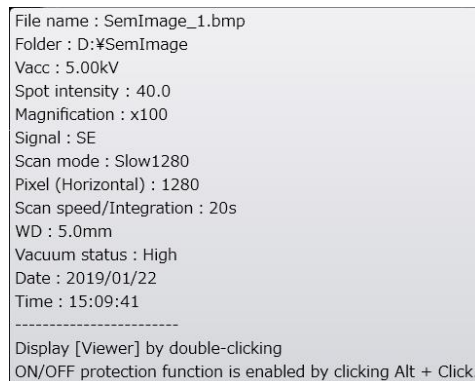 File name : SemImage_1.bmp
Folder : D:¥SemImage
Vacc : 5.00kV
Spot intensity : 40.0
Magnification : x100
Signal : SE
Scan mode : Slow1280
Pixel (Horizontal) : 1280
Scan speed/Integration : 20s
WD : 5.0mm
Vacuum status : High
Date : 2019/01/22
Time : 15:09:41
------------------------
Display [Viewer] by double-clicking
ON/OFF protection function is enabled by clicking Alt + Click